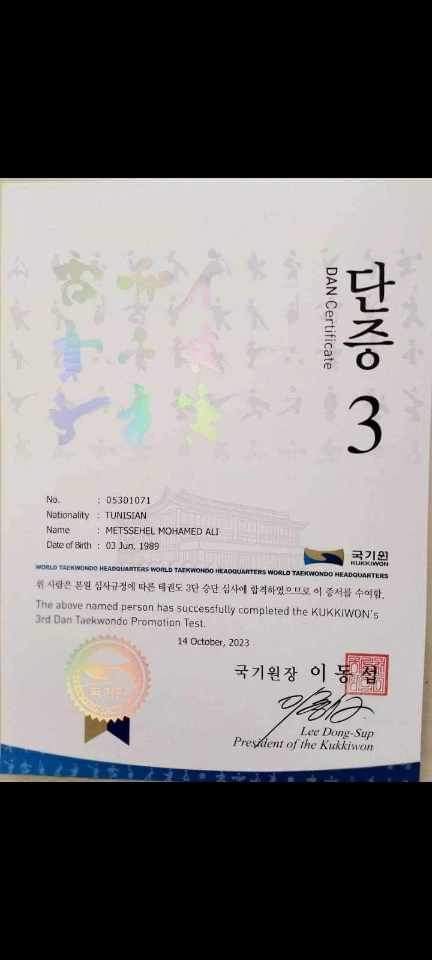 단증
DAN Certificate
3
No. : 05301071
Nationality : TUNISIAN
Name : METSSEHEL MOHAMED ALI
Date of Birth : 03 Jun, 1989
국기원
KUKKIWON
WORLD TAEKWONDO HEADQUARTERS WORLD TAEKWONDO HEADQUARTERS WORLD TAEKWONDO HEADQUARTERS WORLD TAEKWONDO HEADQUARTERS
위 사람은 본원 심사규정에 따른 태권도 3단 승단 심사에 합격하였으므로 이 증서를 수여함.
The above named person has successfully completed the KUKKIWON's
3rd Dan Taekwondo Promotion Test.
14 October, 2023
국기원장 이동섭
Lee Dong-Sup
President of the Kukkiwon